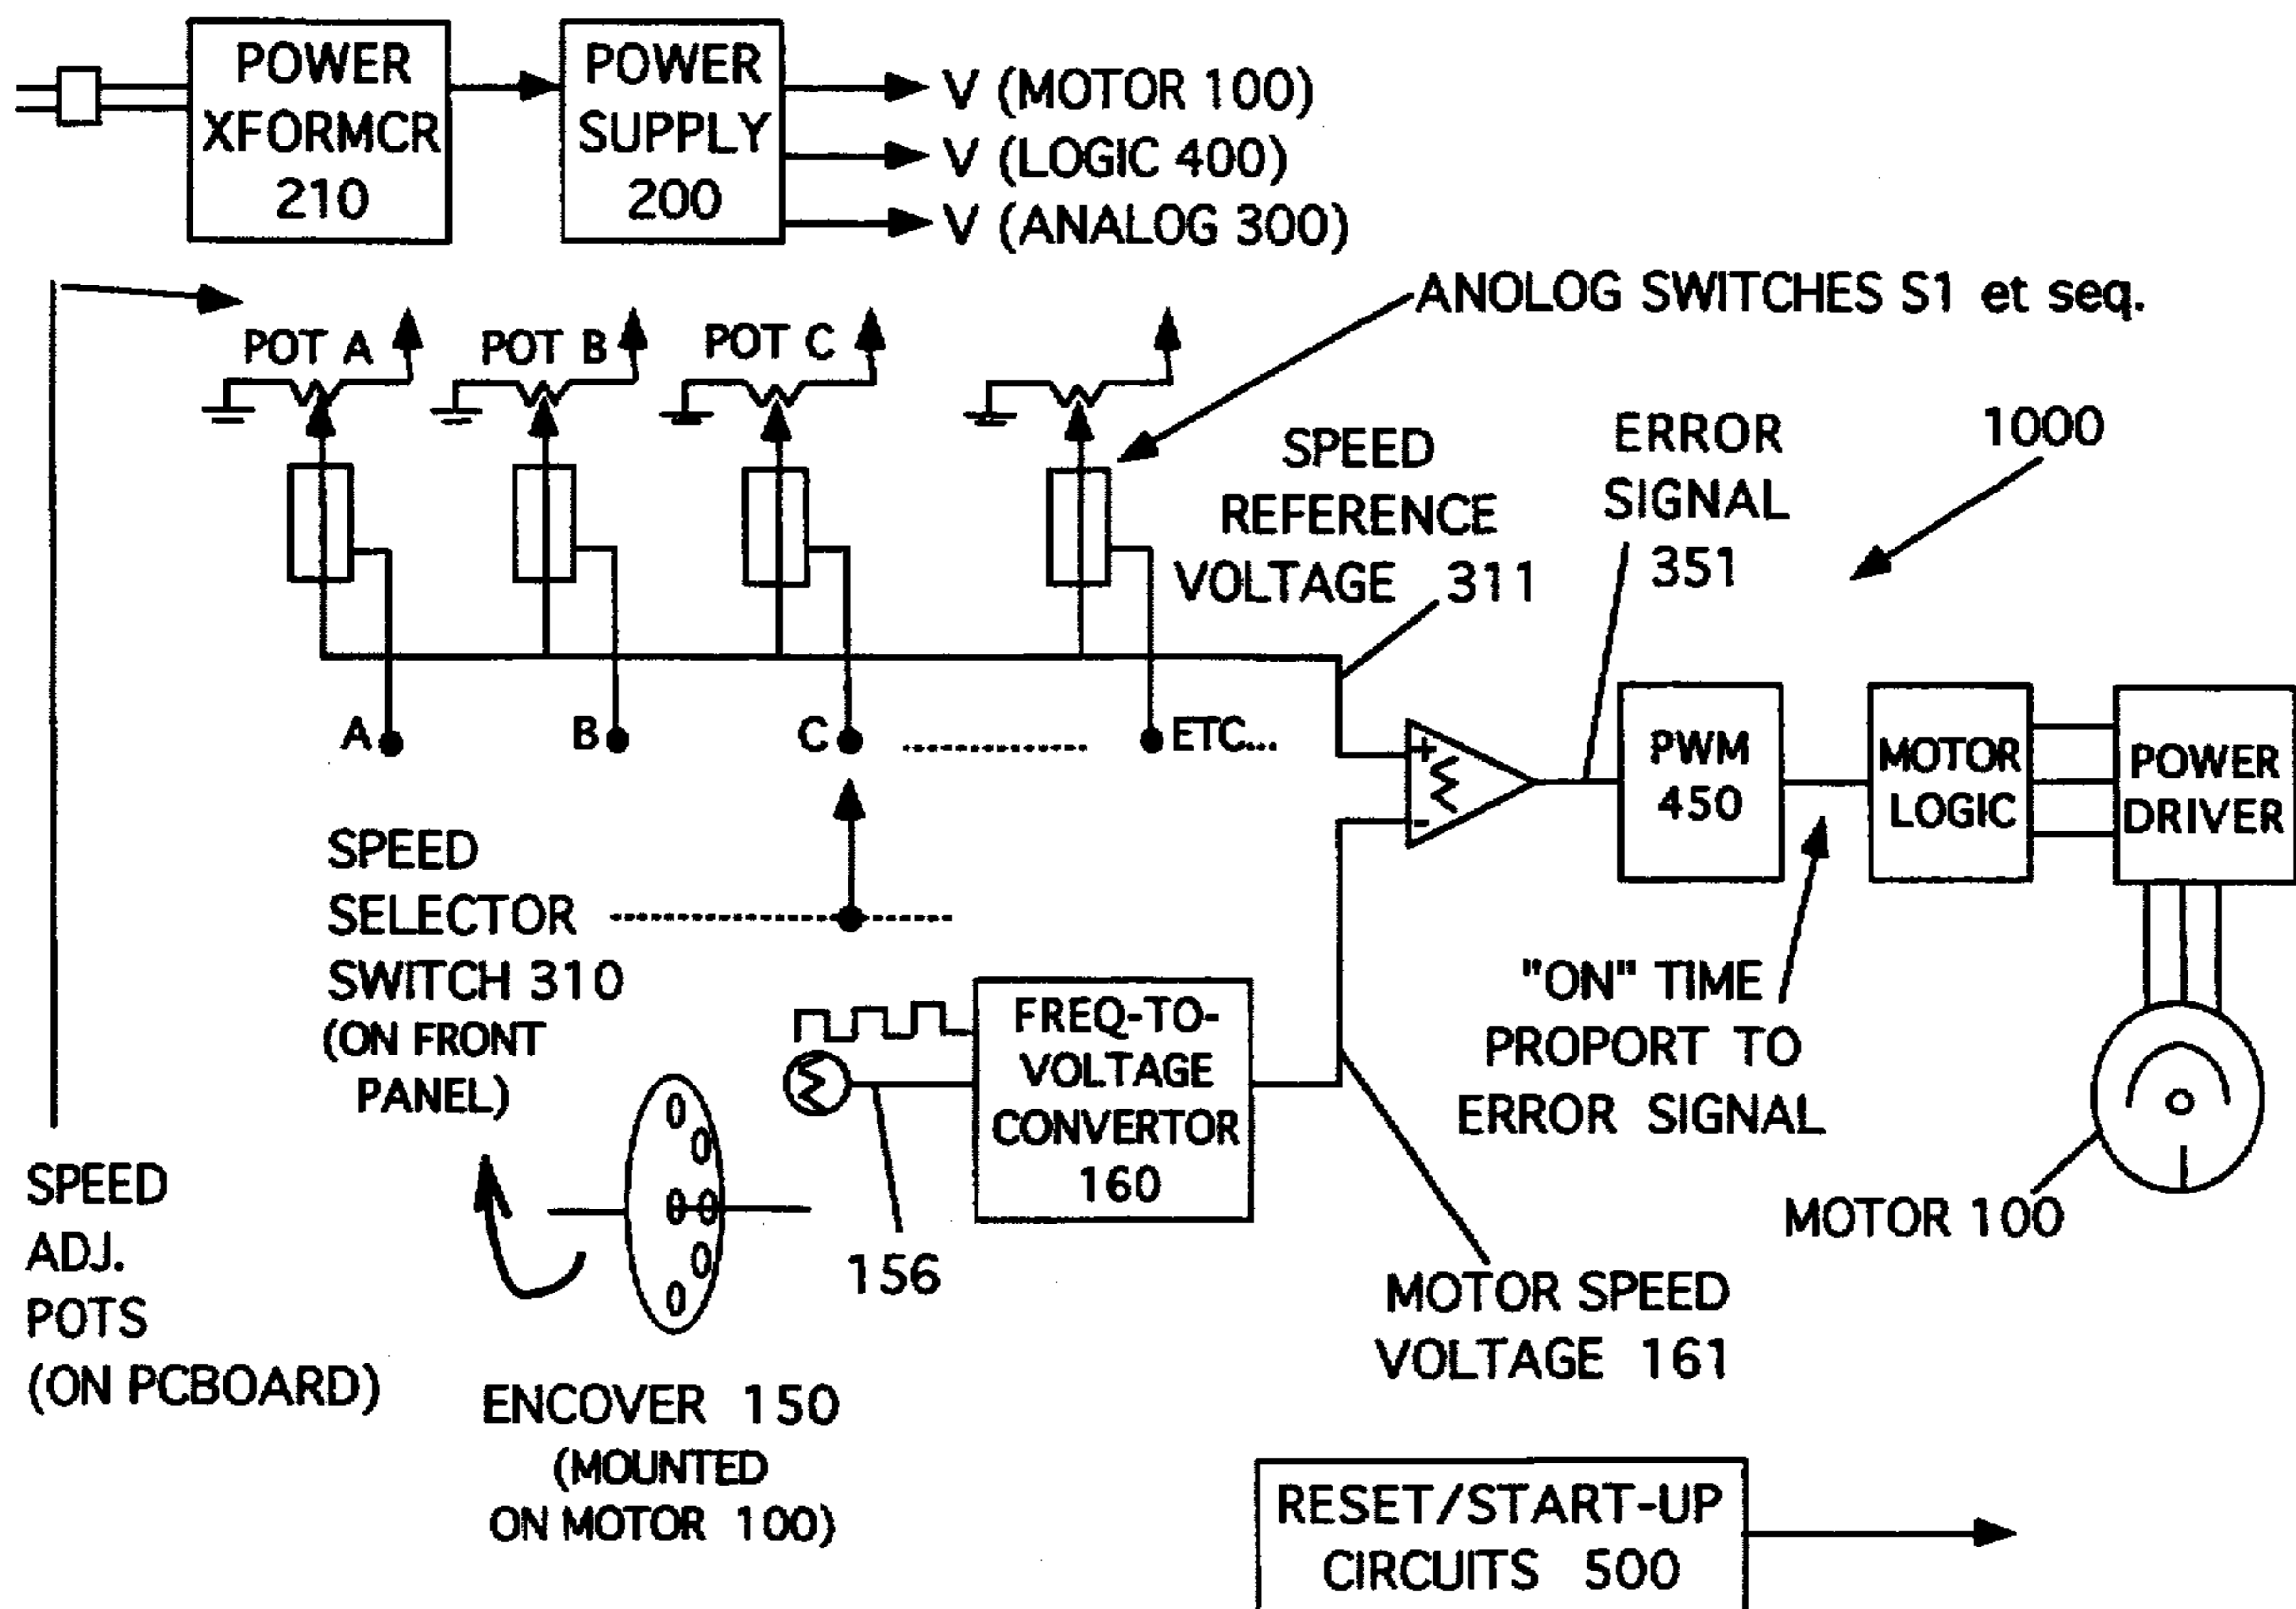 POWER
XFORMCR
210
POWER
SUPPLY
200
V (MOTOR 100)
V (LOGIC 400)
V (ANALOG 300)
ANOLOG SWITCHES S1 et seq.
POT A
POT B
POT C
SPEED
REFERENCE
VOLTAGE 311
ERROR
SIGNAL
351
1000
A
B
C
ETC...
+
-
PWM
450
MOTOR
LOGIC
POWER
DRIVER
SPEED
SELECTOR
SWITCH 310
(ON FRONT
PANEL)
FREQ-TO-
VOLTAGE
CONVERTOR
160
"ON" TIME
PROPORT TO
ERROR SIGNAL
MOTOR 100
156
SPEED
ADJ.
POTS
(ON PCBOARD)
MOTOR SPEED
VOLTAGE 161
ENCOVER 150
(MOUNTED
ON MOTOR 100)
RESET/START-UP
CIRCUITS 500